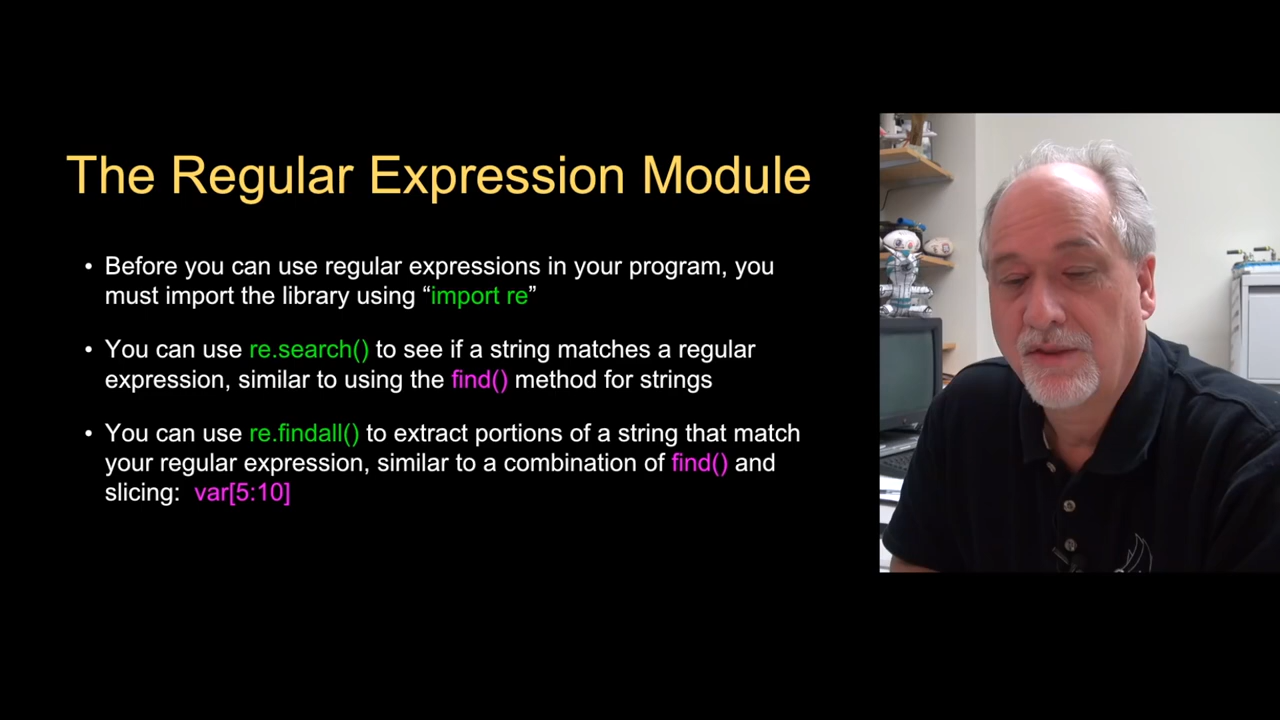 The Regular Expression Module
• Before you can use regular expressions in your program, you
must import the library using “import re”
• You can use re.search() to see if a string matches a regular
expression, similar to using the find() method for strings
• You can use re.findall() to extract portions of a string that match
your regular expression, similar to a combination of find() and
slicing: var[5:10]